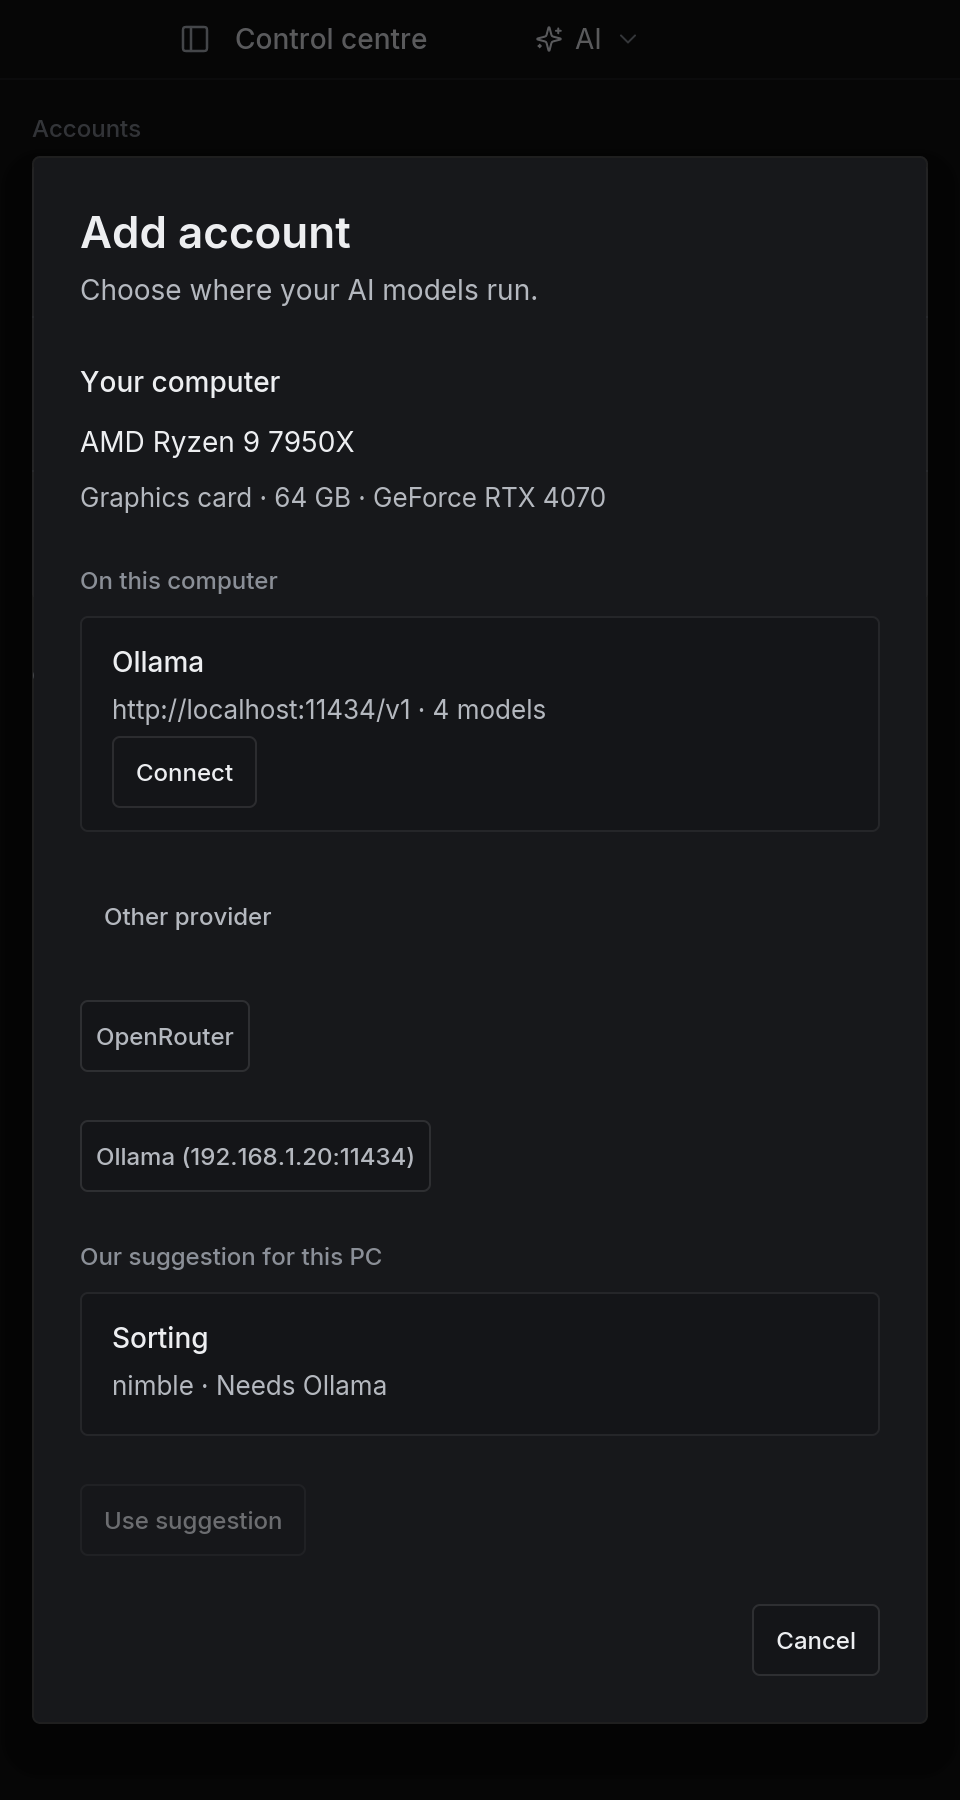 Control centre
AI
Accounts
Add account
Choose where your AI models run.
Your computer
AMD Ryzen 9 7950X
Graphics card · 64 GB · GeForce RTX 4070
On this computer
Ollama
http://localhost:11434/v1 · 4 models
Connect
Other provider
OpenRouter
Ollama (192.168.1.20:11434)
Our suggestion for this PC
Sorting
nimble · Needs Ollama
Use suggestion
Cancel